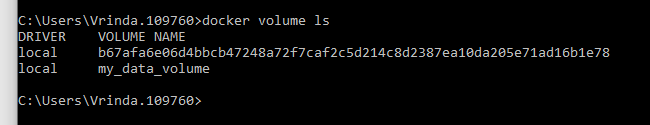 C:\Users\Vrinda.109760>docker volume ls
DRIVER    VOLUME NAME
local     b67afa6e06d4bbcb47248a72f7caf2c5d214c8d2387ea10da205e71ad16b1e78
local     my_data_volume
C:\Users\Vrinda.109760>